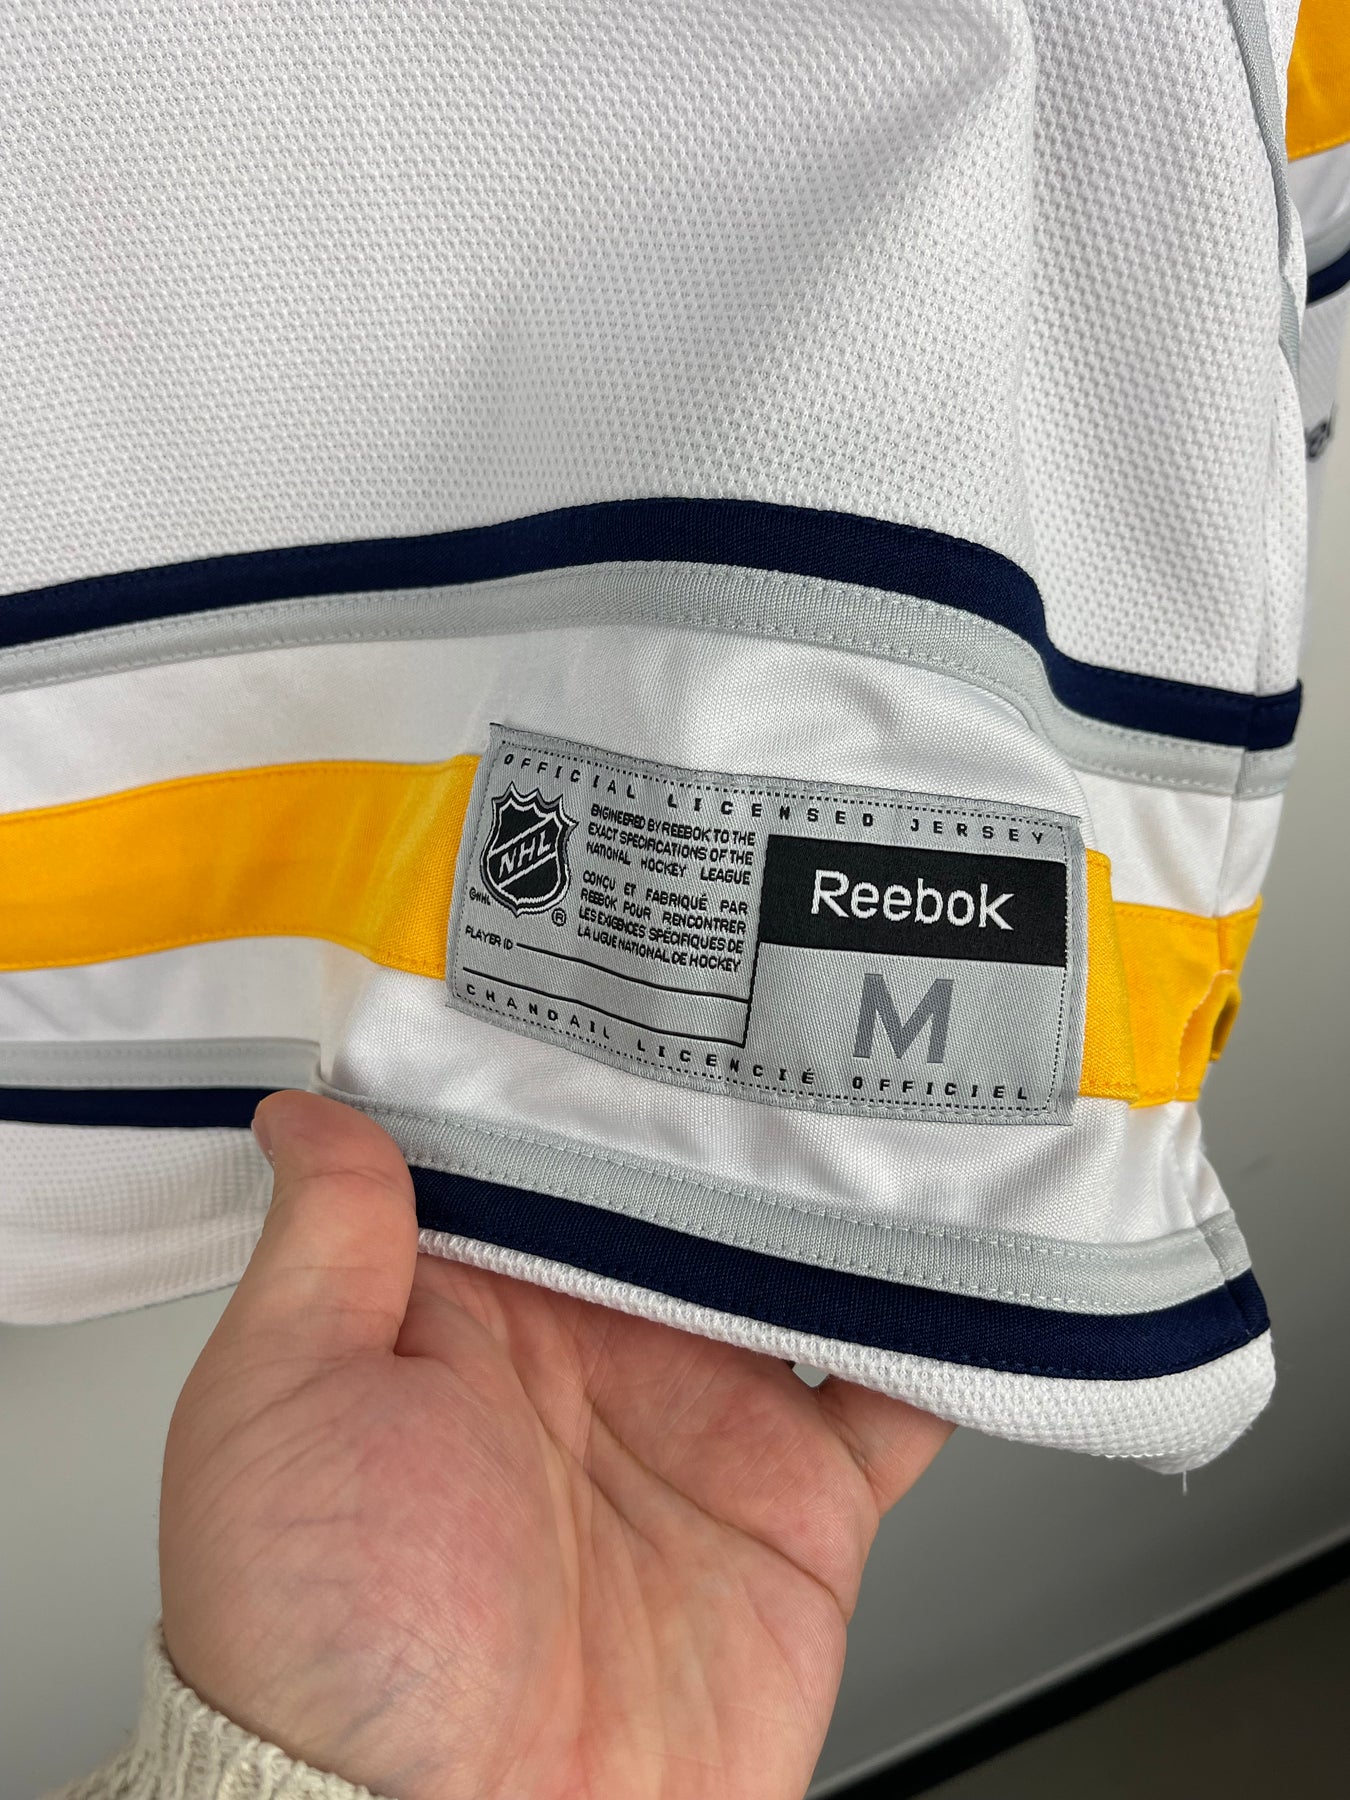 OFFICIAL LICENSED JERSEY
NHL
©NHL
®
ENGINEERED BY REEBOK TO THE
EXACT SPECIFICATIONS OF THE
NATIONAL HOCKEY LEAGUE
CONÇU ET FABRIQUÉ PAR
REEBOK POUR RENCONTRER
LES EXIGENCES SPÉCIFIQUES DE
LA LIGUE NATIONAL DE HOCKEY
PLAYER ID
Reebok
M
CHANDAIL LICENCIÉ OFFICIEL